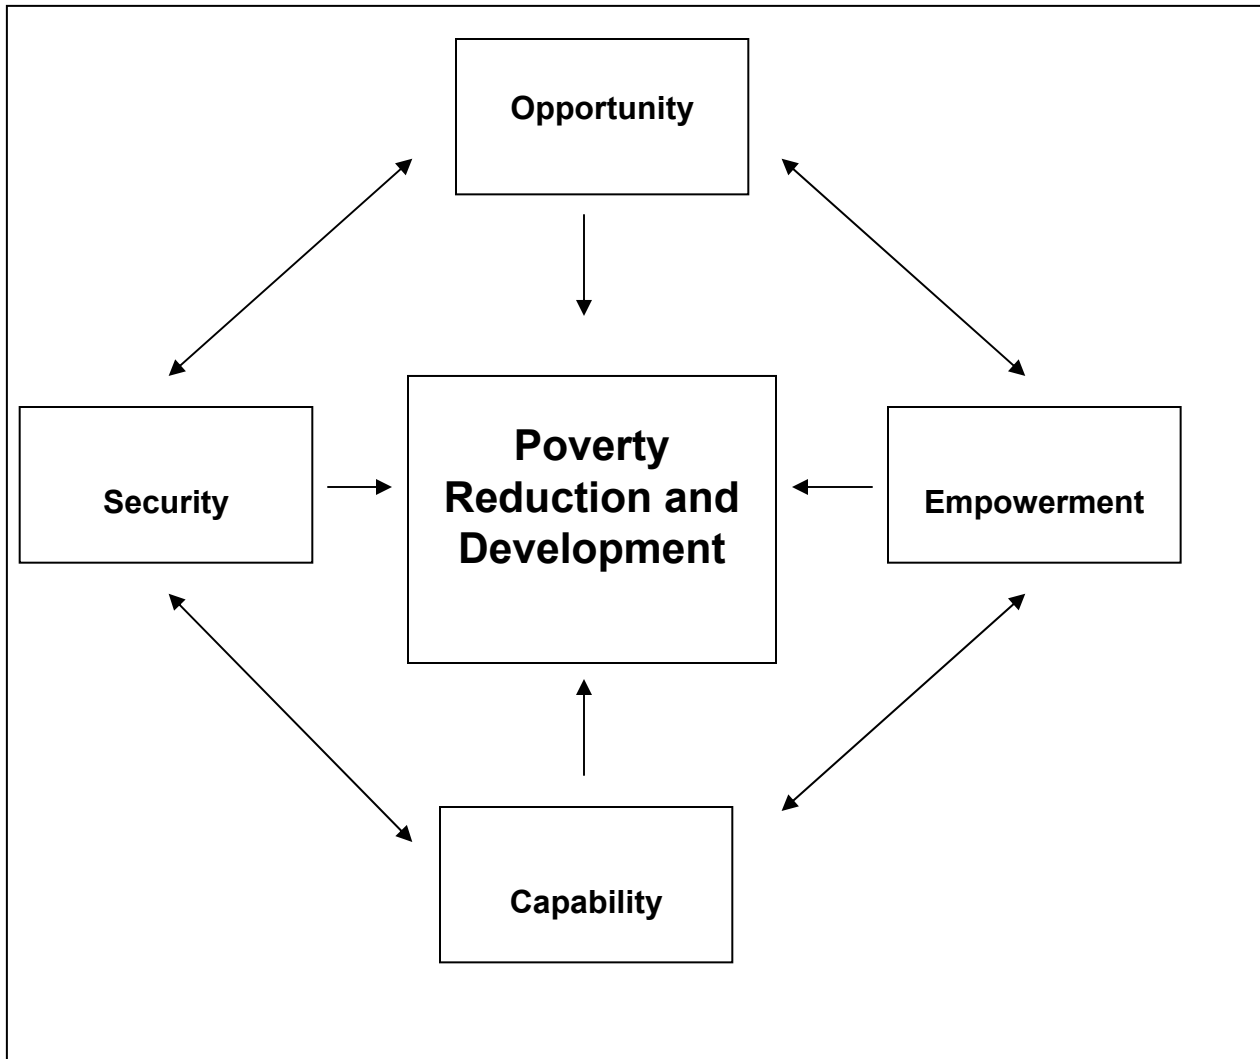 Opportunity
Poverty
Reduction and
Development
Security
Empowerment
Capability